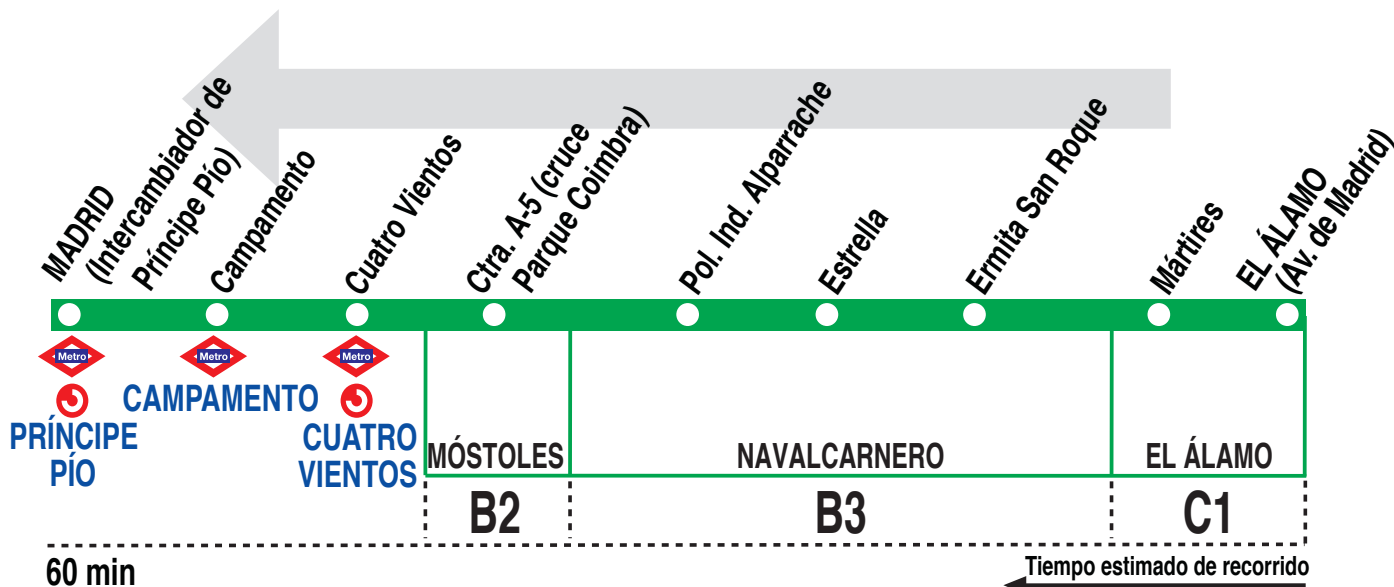 MADRID
(Intercambiador de
Príncipe Pío)
Campamento
Cuatro Vientos
Ctra. A-5 (cruce
Parque Coimbra)
Pol. Ind. Alparrache
Estrella
Ermita San Roque
Mártires
EL ÁLAMO
(Av. de Madrid)
Metro
Metro
Metro
PRÍNCIPE
PÍO
CAMPAMENTO
CUATRO
VIENTOS
MÓSTOLES
NAVALCARNERO
EL ÁLAMO
B2
B3
C1
60 min
Tiempo estimado de recorrido